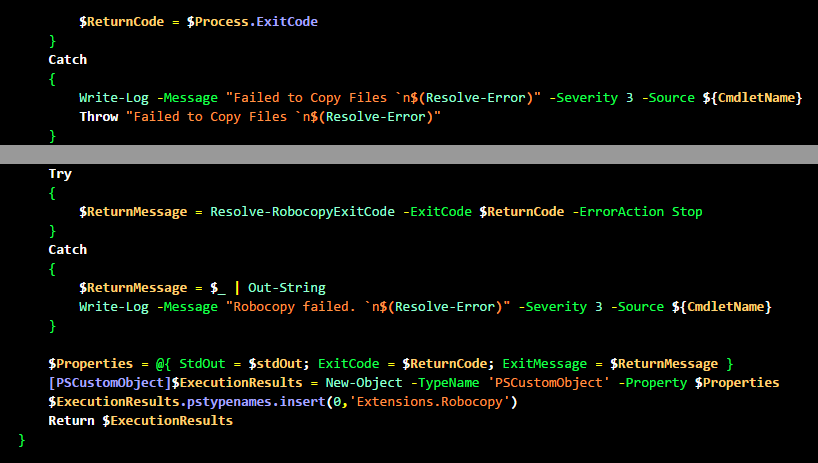 $ReturnCode = $Process.ExitCode
}
Catch
{
Write-Log -Message "Failed to Copy Files `n$(Resolve-Error)" -Severity 3 -Source ${CmdletName}
Throw "Failed to Copy Files `n$(Resolve-Error)"
}
Try
{
$ReturnMessage = Resolve-RobocopyExitCode -ExitCode $ReturnCode -ErrorAction Stop
}
Catch
{
$ReturnMessage = $_ | Out-String
Write-Log -Message "Robocopy failed. `n$(Resolve-Error)" -Severity 3 -Source ${CmdletName}
}
$Properties = @{ StdOut = $stdOut; ExitCode = $ReturnCode; ExitMessage = $ReturnMessage }
[PSCustomObject]$ExecutionResults = New-Object -TypeName 'PSCustomObject' -Property $Properties
$ExecutionResults.pstypenames.insert(0,'Extensions.Robocopy')
Return $ExecutionResults
}